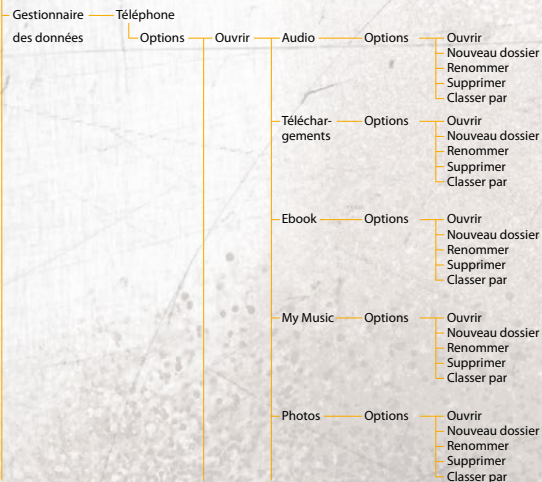 Gestionnaire Téléphone
des données Options Ouvrir Audio Options Ouvrir
Nouveau dossier
Renommer
Supprimer
Classer par
Téléchar- Options Ouvrir
gements Nouveau dossier
Renommer
Supprimer
Classer par
Ebook Options Ouvrir
Nouveau dossier
Renommer
Supprimer
Classer par
My Music Options Ouvrir
Nouveau dossier
Renommer
Supprimer
Classer par
Photos Options Ouvrir
Nouveau dossier
Renommer
Supprimer
Classer par